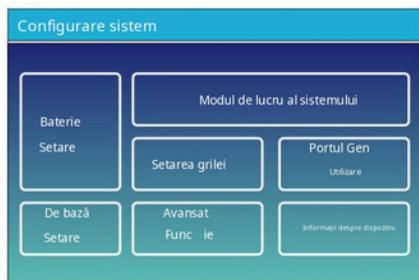 Configurare sistem
Modul de lucru al sistemului
Baterie
Setare
Setarea grilei
Portul Gen
Utilizare
De bază
Setare
Avansat
Func ie
Informații despre dispozitiv.